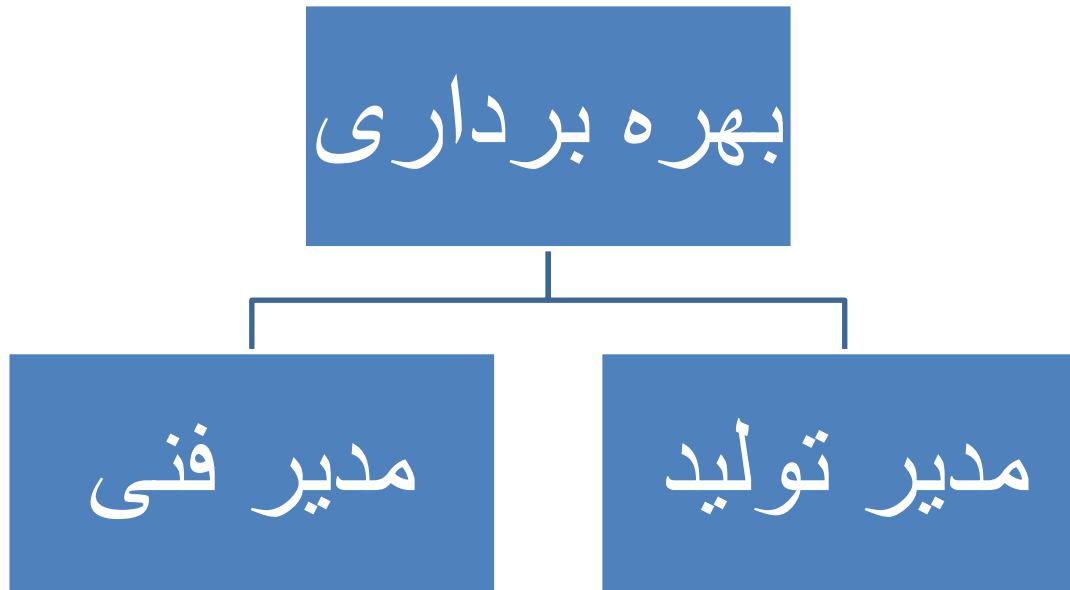 بهره برداری
مدیر تولید
مدیر فنی